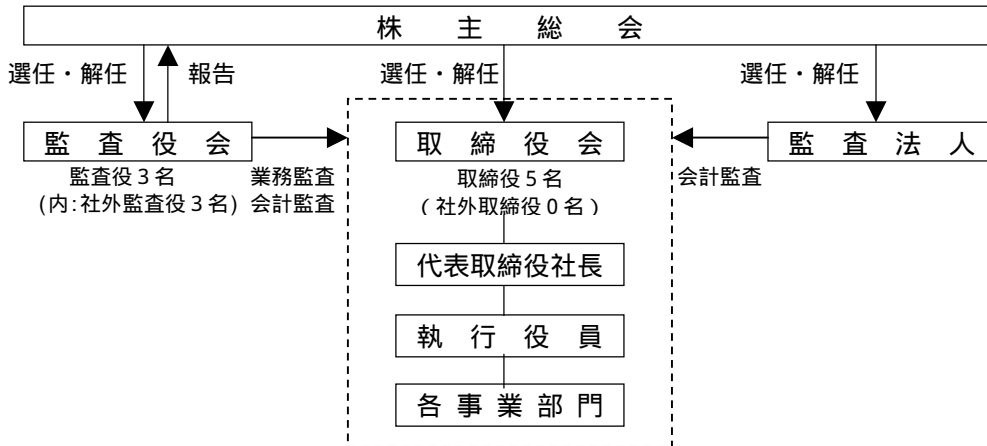 株主総会
選任・解任 報告 選任・解任 選任・解任
監査役会 取締役会 監査法人
監査役3名 業務監査 取締役5名 会計監査
(内:社外監査役3名) 会計監査 (社外取締役0名)
代表取締役社長
執行役員
各事業部門